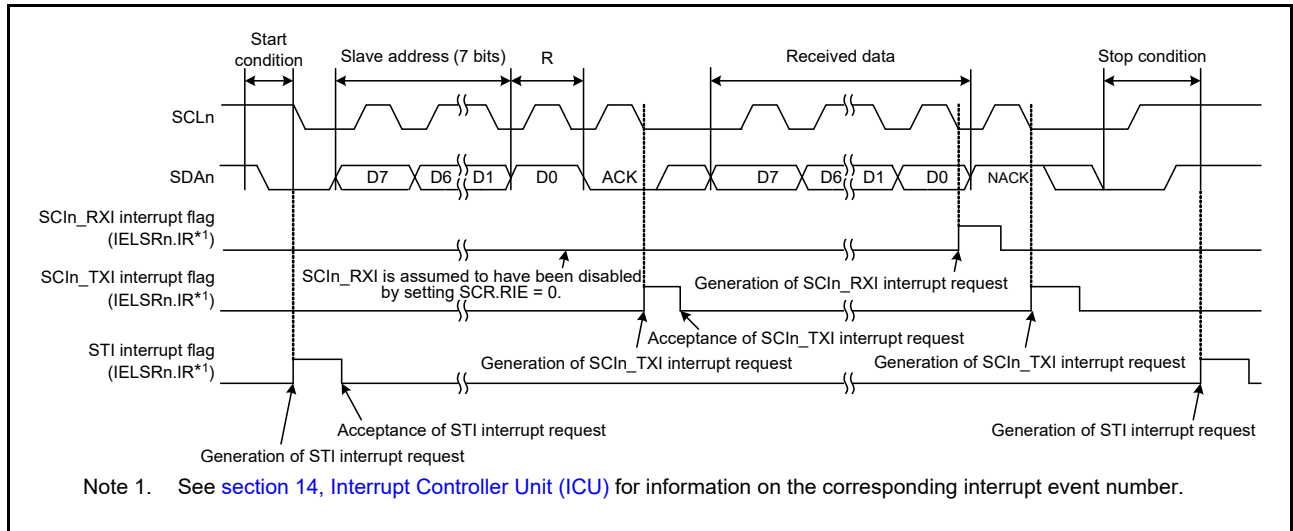 Start
condition
Slave address (7 bits)
R
Received data
Stop condition
SCLn
SDAn
D7
D6
D1
D0
ACK
D7
D6
D1
D0
NACK
SCIn_RXI interrupt flag
(IELSRn.IR*1)
SCIn_RXI is assumed to have been disabled
by setting SCR.RIE = 0.
Generation of SCIn_RXI interrupt request
SCIn_TXI interrupt flag
(IELSRn.IR*1)
Acceptance of SCIn_TXI interrupt request
Generation of SCIn_TXI interrupt request
Generation of SCIn_TXI interrupt request
STI interrupt flag
(IELSRn.IR*1)
Acceptance of STI interrupt request
Generation of STI interrupt request
Generation of STI interrupt request
Note 1. See section 14, Interrupt Controller Unit (ICU) for information on the corresponding interrupt event number.